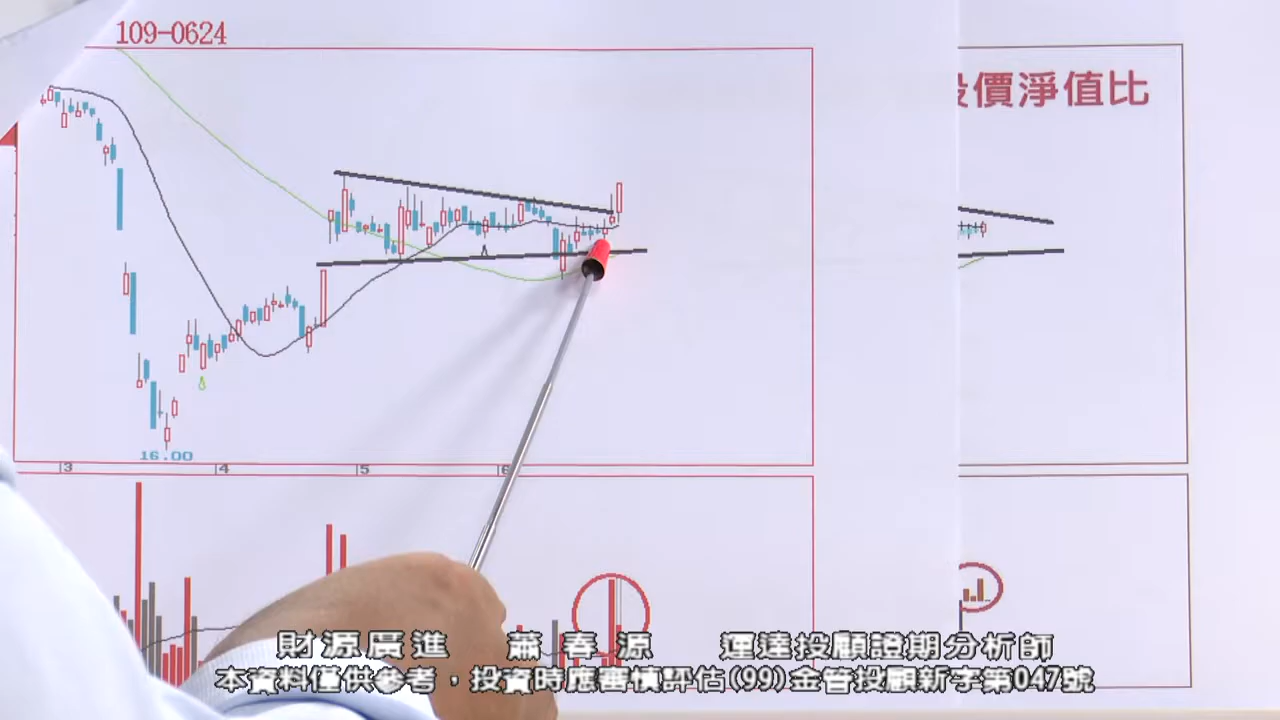 109-0624
價淨值比
16.00
3 4 5 6
財源廣進 蕭春源 運達投顧證期分析師
本資料僅供參考，投資時應審慎評估(99)金管投顧新字第047號